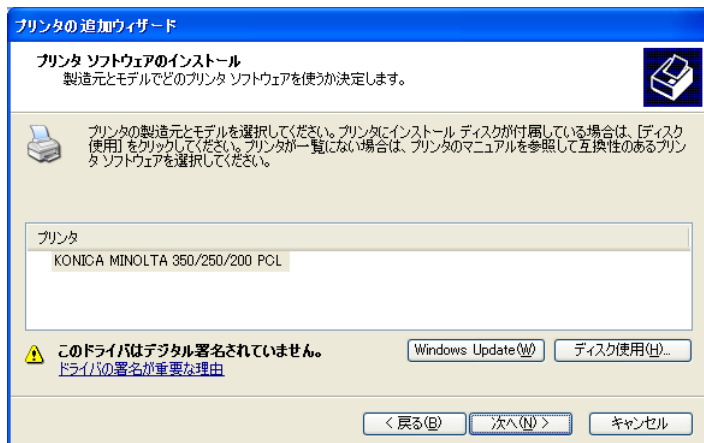 プリンタの追加ウィザード
プリンタ ソフトウェアのインストール
製造元とモデルでどのプリンタ ソフトウェアを使うか決定します。
プリンタの製造元とモデルを選択してください。プリンタにインストール ディスクが付属している場合は、[ディスク
使用] をクリックしてください。プリンタが一覧にない場合は、プリンタのマニュアルを参照して互換性のあるプリン
タ ソフトウェアを選択してください。
プリンタ
KONICA MINOLTA 350/250/200 PCL
このドライバはデジタル署名されていません。
ドライバの署名が重要な理由
Windows Update(W)
ディスク使用(H)...
< 戻る(B)
次へ(N) >
キャンセル